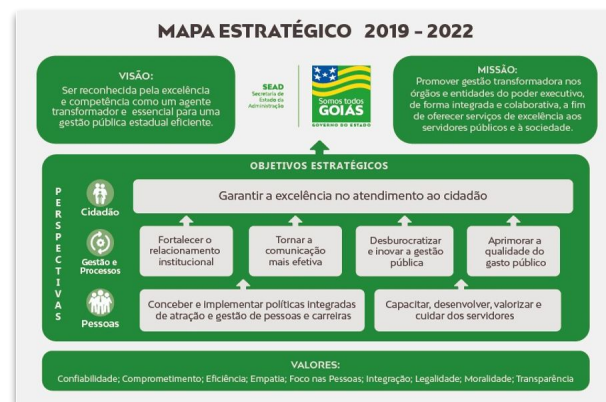 MAPA ESTRATÉGICO 2019 - 2022
VISÃO:
Ser reconhecida pela excelência
e competência como um agente
transformador e essencial para uma
gestão pública estadual eficiente.
SEAD
Secretaria de
Estado da
Administração
Somos todos
GOIÁS
GOVERNO DO ESTADO
MISSÃO:
Promover gestão transformadora nos
órgãos e entidades do poder executivo,
de forma integrada e colaborativa, a fim
de oferecer serviços de excelência aos
servidores públicos e à sociedade.
OBJETIVOS ESTRATÉGICOS
PERSPECTIVAS
Cidadão
Garantir a excelência no atendimento ao cidadão
Gestão e
Processos
Fortalecer o
relacionamento
institucional
Tornar a
comunicação
mais efetiva
Desburocratizar
e inovar a gestão
pública
Aprimorar a
qualidade do
gasto público
Pessoas
Conceber e implementar políticas integradas
de atração e gestão de pessoas e carreiras
Capacitar, desenvolver, valorizar e
cuidar dos servidores
VALORES:
Confiabilidade; Comprometimento; Eficiência; Empatia; Foco nas Pessoas; Integração; Legalidade; Moralidade; Transparência